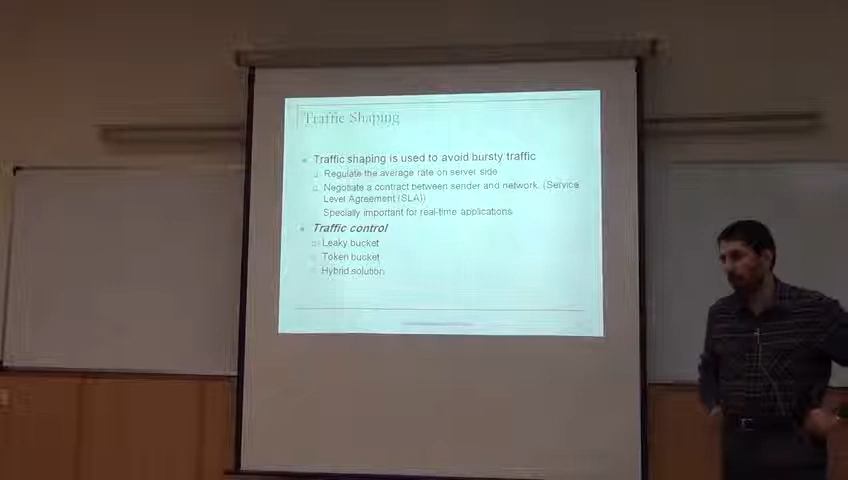 Traffic Shaping
Traffic shaping is used to avoid bursty traffic
Regulate the average rate on server side
Negotiate a contract between sender and network. (Service
Level Agreement (SLA))
Specially important for real-time applications
Traffic control
Leaky bucket
Token bucket
Hybrid solution